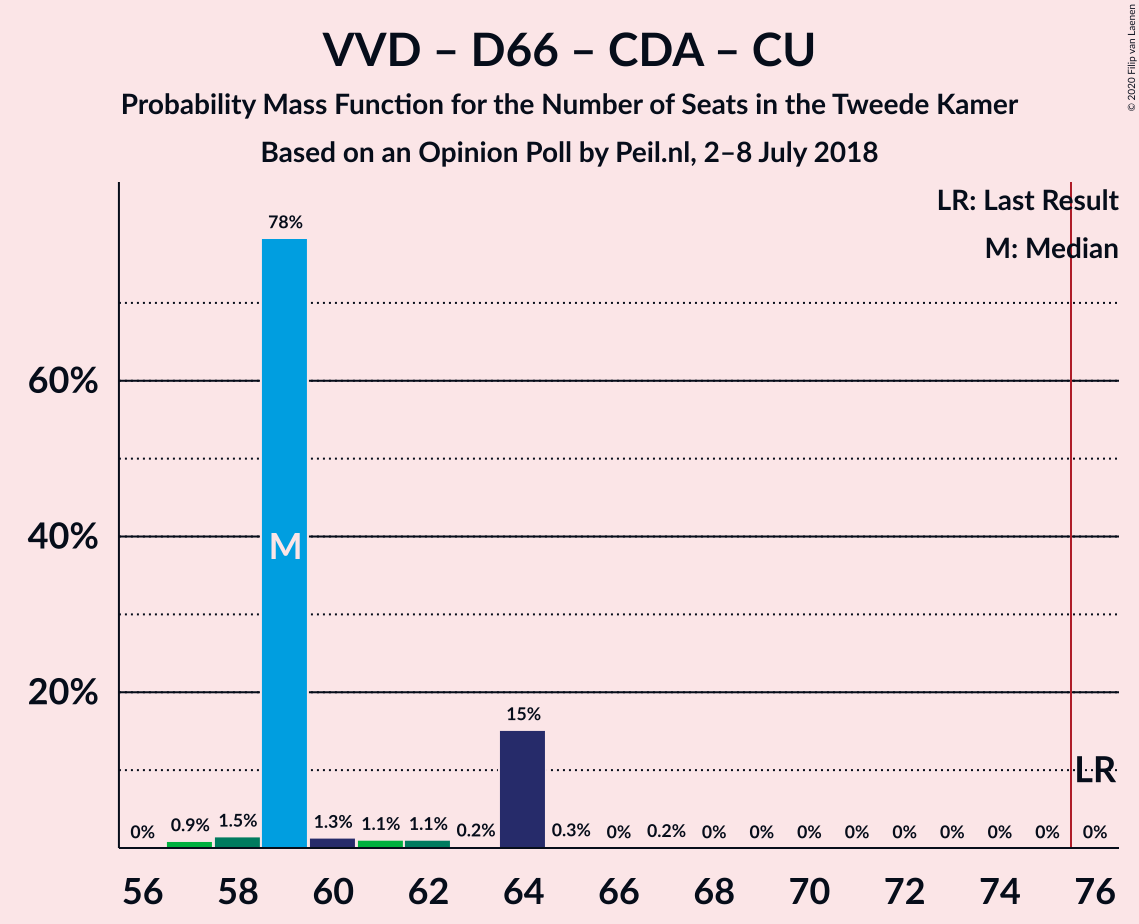 VVD – D66 – CDA – CU
Probability Mass Function for the Number of Seats in the Tweede Kamer
Based on an Opinion Poll by Peil.nl, 2–8 July 2018
© 2020 Filip van Laenen
LR: Last Result
M: Median
78%
60%
40%
M
20%
15%
LR
0% 0.9% 1.5% 1.3% 1.1% 1.1% 0.2% 0.3% 0% 0.2% 0% 0% 0% 0% 0% 0% 0% 0% 0%
56 58 60 62 64 66 68 70 72 74 76